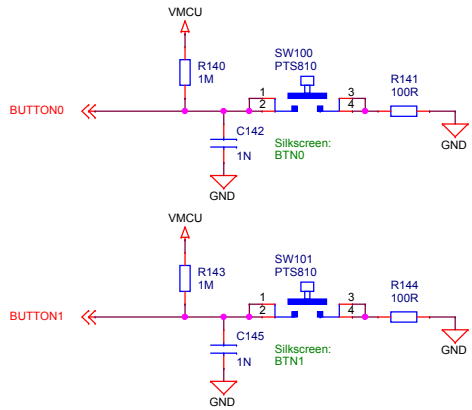 VMCU
R140
1M
SW100
PTS810
BUTTON0
1
2
3
4
R141
100R
C142
1N
Silkscreen:
BTN0
GND
GND
VMCU
R143
1M
SW101
PTS810
BUTTON1
1
2
3
4
R144
100R
C145
1N
Silkscreen:
BTN1
GND
GND